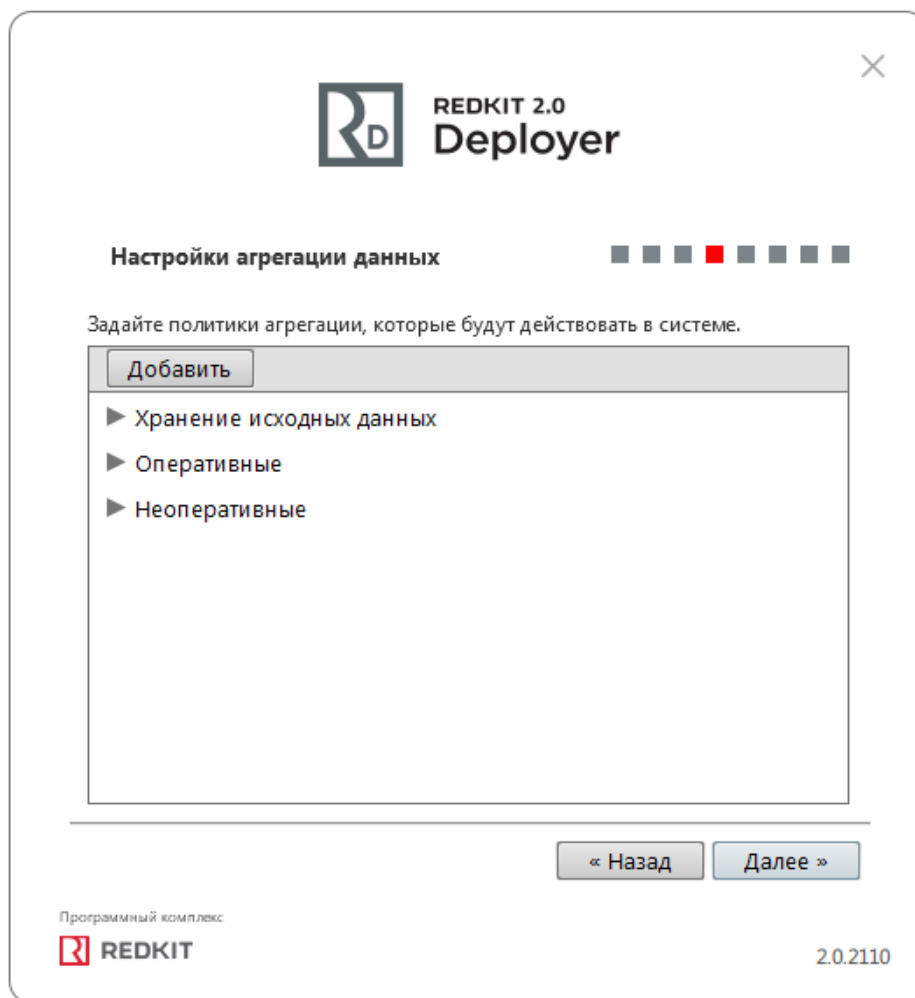 REDKIT 2.0
Deployer
Настройки агрегации данных
Задайте политики агрегации, которые будут действовать в системе.
Добавить
Хранение исходных данных
Оперативные
Неоперативные
« Назад
Далее »
Программный комплекс
REDKIT
2.0.2110